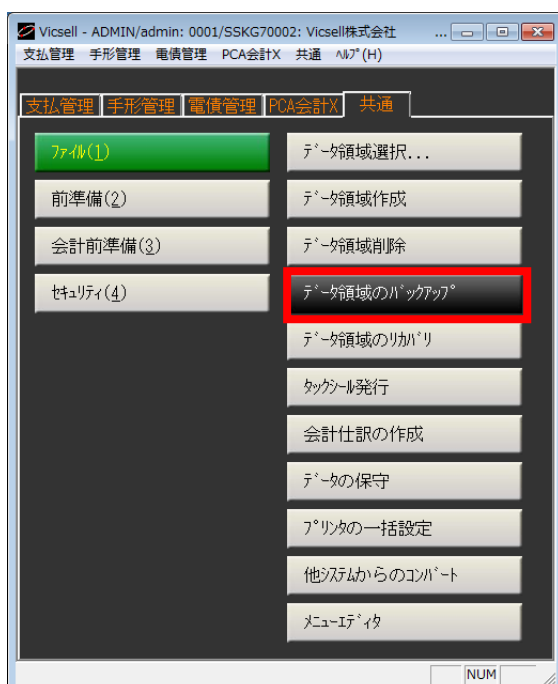 Vicsell - ADMIN/admin: 0001/SSKG70002: Vicsell株式会社 ...
支払管理 手形管理 電債管理 PCA会計X 共通 ﾍﾙﾌﾟ(H)
支払管理 手形管理 電債管理 PCA会計X 共通
ﾌｧｲﾙ(1)
前準備(2)
会計前準備(3)
ｾｷｭﾘﾃｨ(4)
ﾃﾞｰﾀ領域選択...
ﾃﾞｰﾀ領域作成
ﾃﾞｰﾀ領域削除
ﾃﾞｰﾀ領域のﾊﾞｯｸｱｯﾌﾟ
ﾃﾞｰﾀ領域のﾘｶﾊﾞﾘ
ﾀｯｸｼｰﾙ発行
会計仕訳の作成
ﾃﾞｰﾀの保守
ﾌﾟﾘﾝﾀの一括設定
他ｼｽﾃﾑからのｺﾝﾊﾞｰﾄ
ﾒﾆｭｰｴﾃﾞｨﾀ
NUM